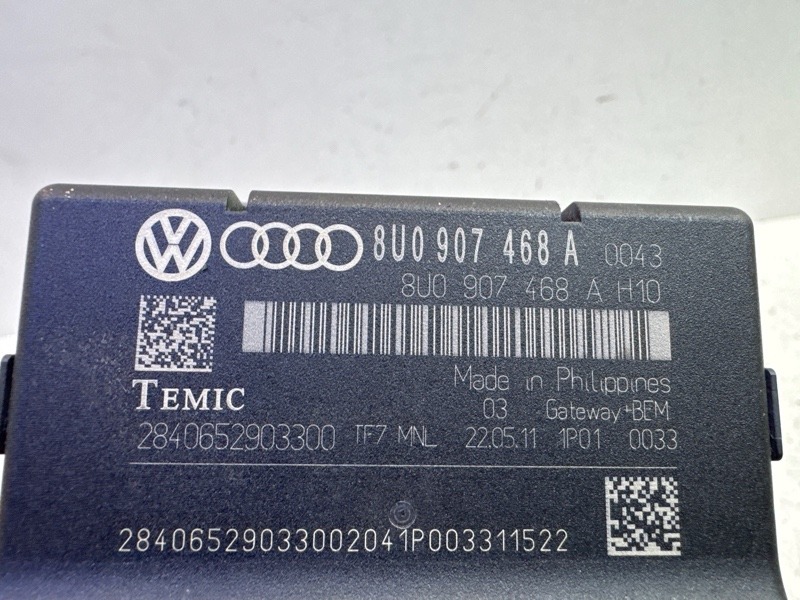 8U0 907 468 A 0043
8U0 907 468 A H10
Made in Philippines
TEMIC
03 Gateway+BEM
2840652903300 TF7 MNL 22.05.11 1P01 0033
28406529033002041P003311522